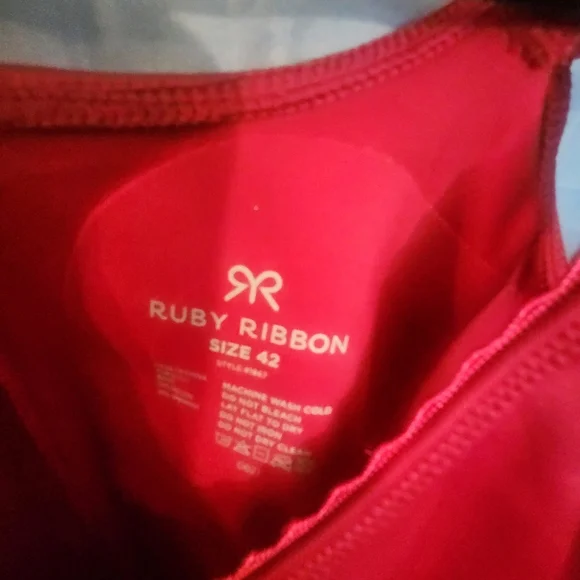 RUBY RIBBON
SIZE 42
MACHINE WASH COLD
DO NOT BLEACH
LAY FLAT TO DRY
DO NOT IRON
DO NOT DRY CLEAN